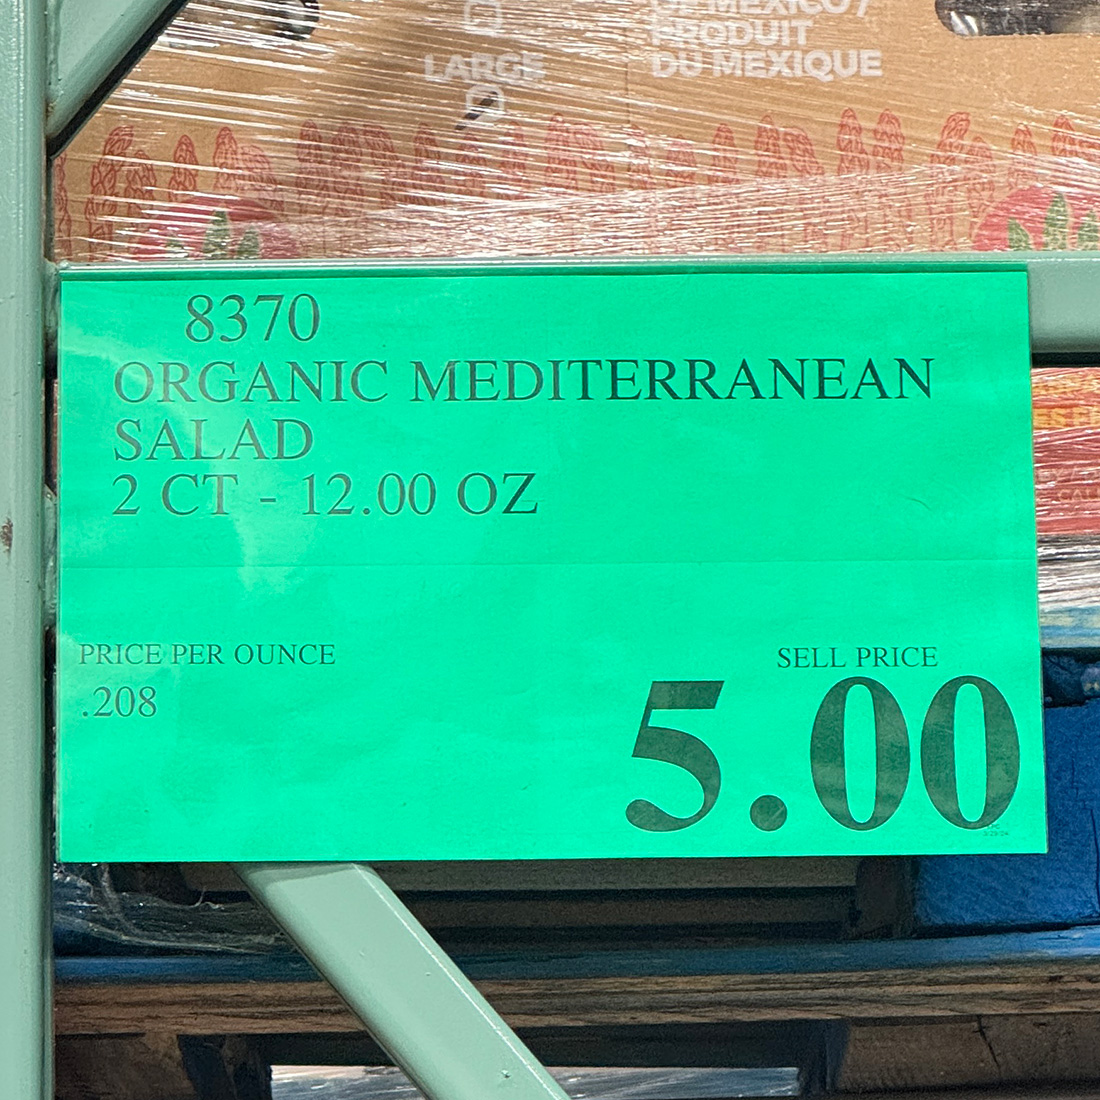 OF MEXICO /
PRODUIT
DU MEXIQUE
LARGE
8370
ORGANIC MEDITERRANEAN
SALAD
2 CT - 12.00 OZ
PRICE PER OUNCE
.208
SELL PRICE
5.00